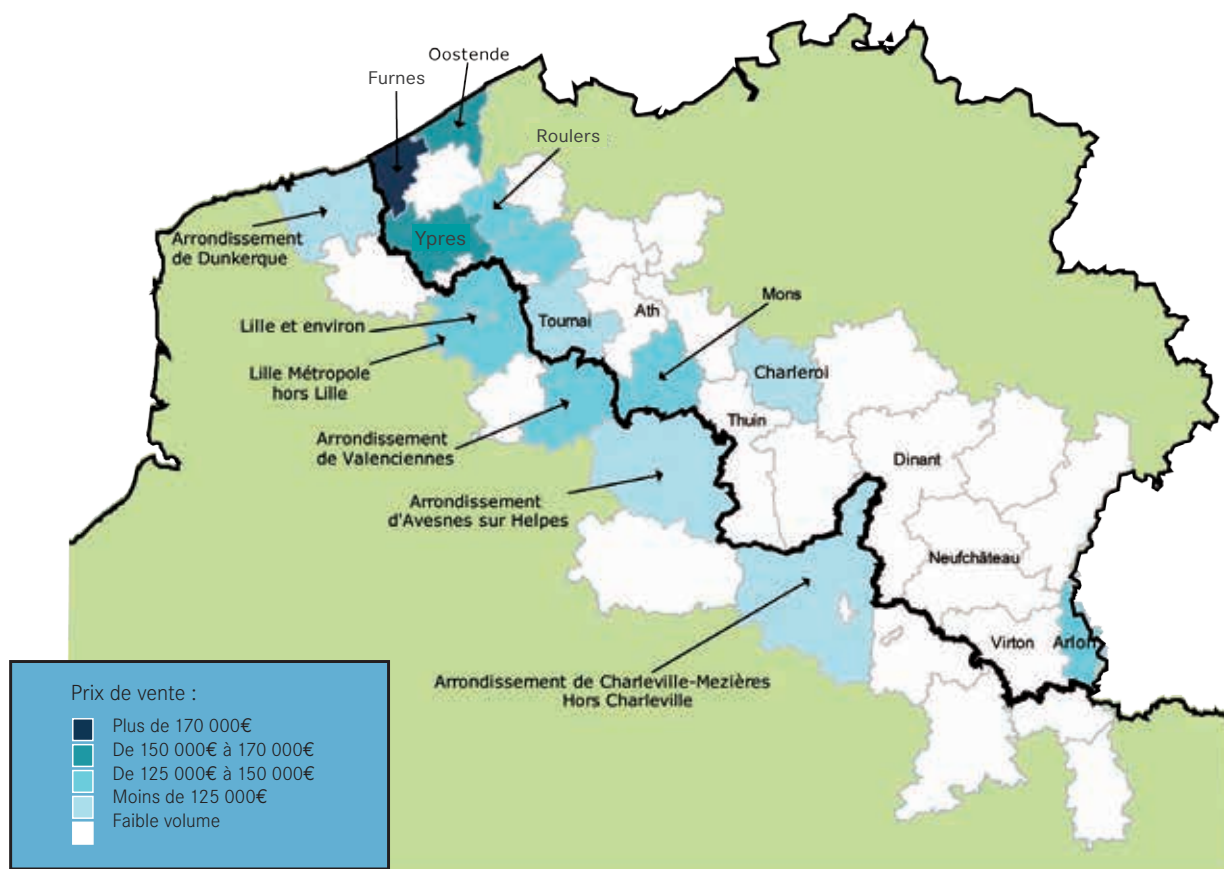 Oostende
Furnes
Roulers
Arrondissement
de Dunkerque
Ypres
Lille et environ
Tournai
Ath
Mons
Lille Métropole
hors Lille
Charleroi
Thuin
Arrondissement
de Valenciennes
Dinant
Arrondissement
d'Avesnes sur Helpes
Neufchâteau
Virton
Arlon
Arrondissement de Charleville-Mezières
Hors Charleville
Prix de vente :
Plus de 170 000€
De 150 000€ à 170 000€
De 125 000€ à 150 000€
Moins de 125 000€
Faible volume